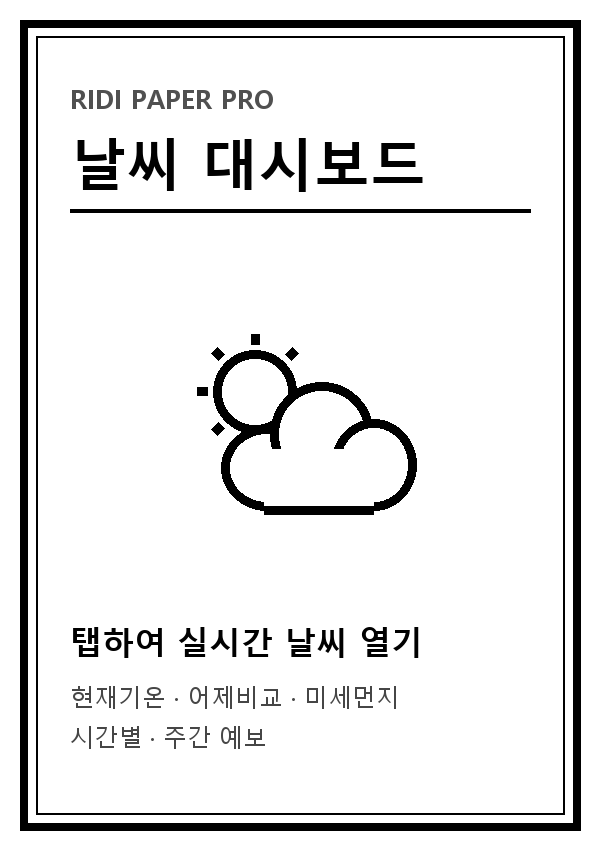 RIDI PAPER PRO
날씨 대시보드
탭하여 실시간 날씨 열기
현재기온 · 어제비교 · 미세먼지
시간별 · 주간 예보